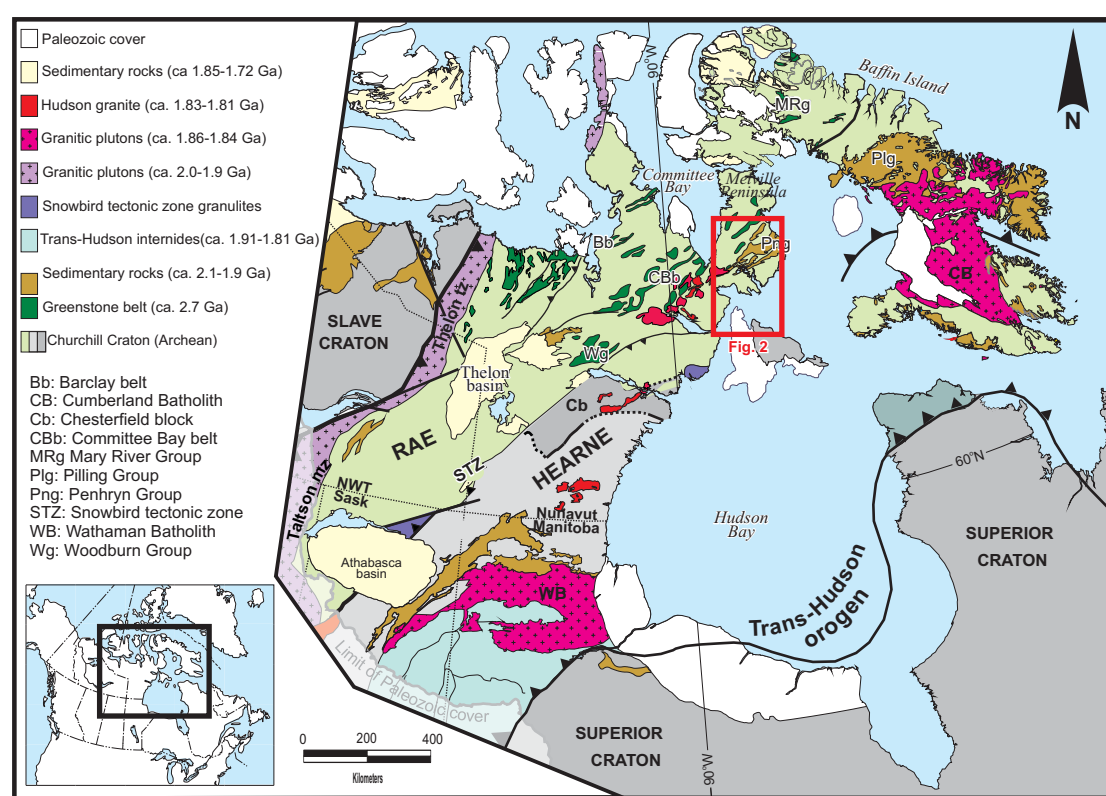 Paleozoic cover
Sedimentary rocks (ca 1.85-1.72 Ga)
Hudson granite (ca. 1.83-1.81 Ga)
Granitic plutons (ca. 1.86-1.84 Ga)
Granitic plutons (ca. 2.0-1.9 Ga)
Snowbird tectonic zone granulites
Trans-Hudson internides(ca. 1.91-1.81 Ga)
Sedimentary rocks (ca. 2.1-1.9 Ga)
Greenstone belt (ca. 2.7 Ga)
Churchill Craton (Archean)
Bb: Barclay belt
CB: Cumberland Batholith
Cb: Chesterfield block
CBb: Committee Bay belt
MRg Mary River Group
Plg: Pilling Group
Png: Penhryn Group
STZ: Snowbird tectonic zone
WB: Wathaman Batholith
Wg: Woodburn Group
90°W
Baffin Island
MRg
N
Plg
Committee
Bay
Melville
Peninsula
Bb
Png
CBb
CB
SLAVE
CRATON
Thelon tz
Fig. 2
Wg
Thelon
basin
Cb
RAE
HEARNE
STZ
60°N
NWT
Sask
Taltson mz
Nunavut
Manitoba
Hudson
Bay
SUPERIOR
CRATON
Athabasca
basin
WB
Trans-Hudson
orogen
Limit of Paleozoic cover
SUPERIOR
CRATON
90°W
0 200 400
Kilometers